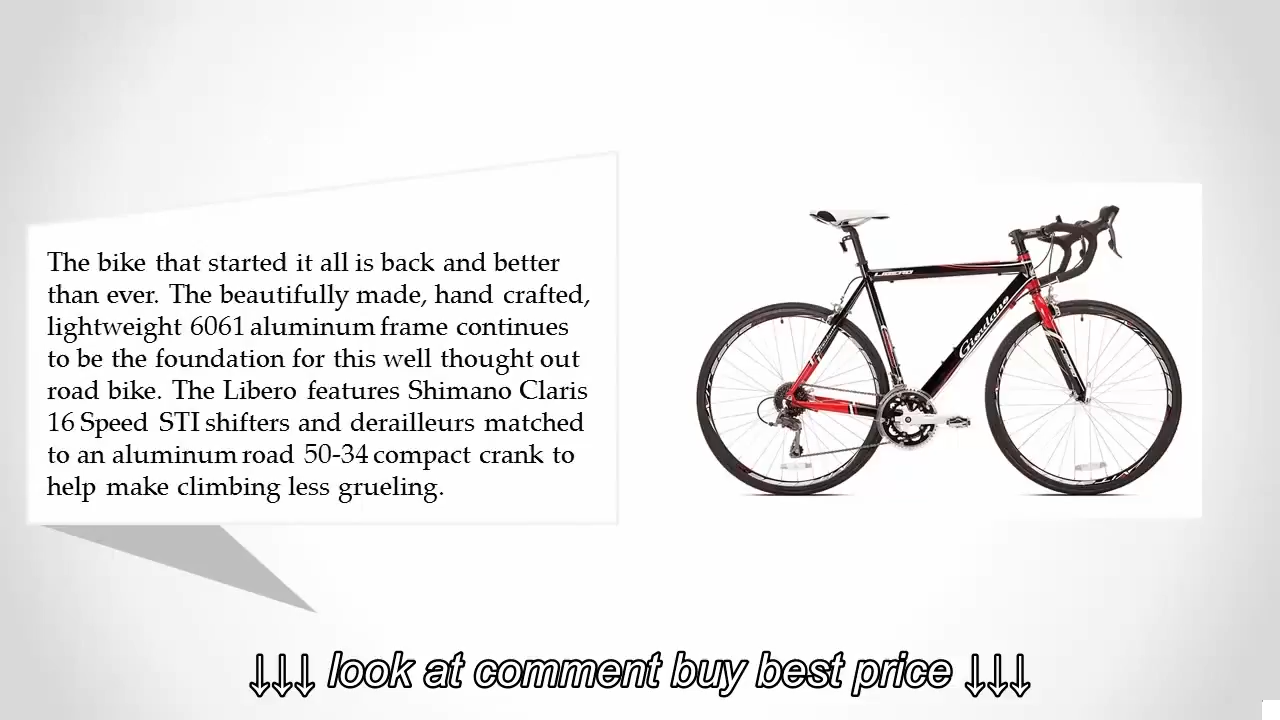 The bike that started it all is back and better
than ever. The beautifully made, hand crafted,
lightweight 6061 aluminum frame continues
to be the foundation for this well thought out
road bike. The Libero features Shimano Claris
16 Speed STI shifters and derailleurs matched
to an aluminum road 50-34 compact crank to
help make climbing less grueling.
LIBERO
Giordano
↓↓↓ look at comment buy best price ↓↓↓